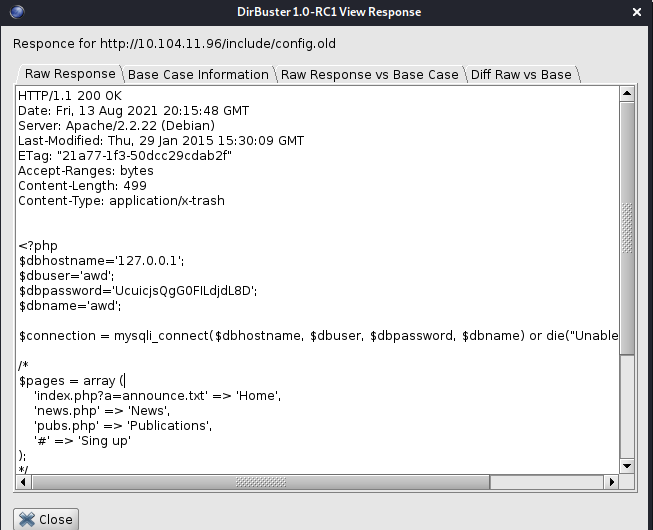 DirBuster 1.0-RC1 View Response
Responce for http://10.104.11.96/include/config.old
Raw Response
Base Case Information
Raw Response vs Base Case
Diff Raw vs Base
HTTP/1.1 200 OK
Date: Fri, 13 Aug 2021 20:15:48 GMT
Server: Apache/2.2.22 (Debian)
Last-Modified: Thu, 29 Jan 2015 15:30:09 GMT
ETag: "21a77-1f3-50dcc29cdab2f"
Accept-Ranges: bytes
Content-Length: 499
Content-Type: application/x-trash
<?php
$dbhostname='127.0.0.1';
$dbuser='awd';
$dbpassword='UcuicjsQgG0FILdjdL8D';
$dbname='awd';
$connection = mysqli_connect($dbhostname, $dbuser, $dbpassword, $dbname) or die("Unable
/*
$pages = array (
'index.php?a=announce.txt' => 'Home',
'news.php' => 'News',
'pubs.php' => 'Publications',
'#' => 'Sing up'
);
*/
Close